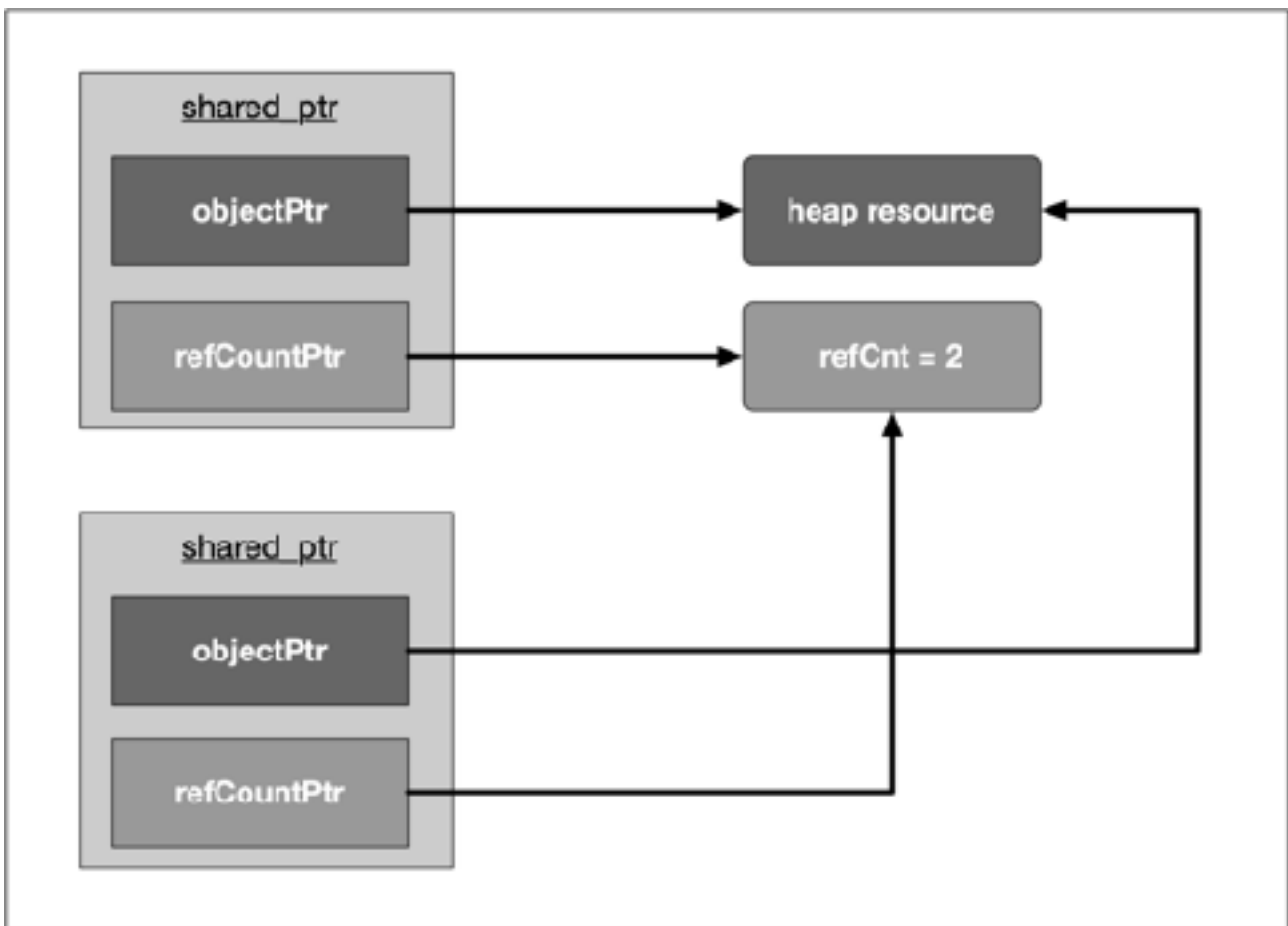 shared_ptr
objectPtr
heap resource
refCountPtr
refCnt = 2
shared_ptr
objectPtr
refCountPtr